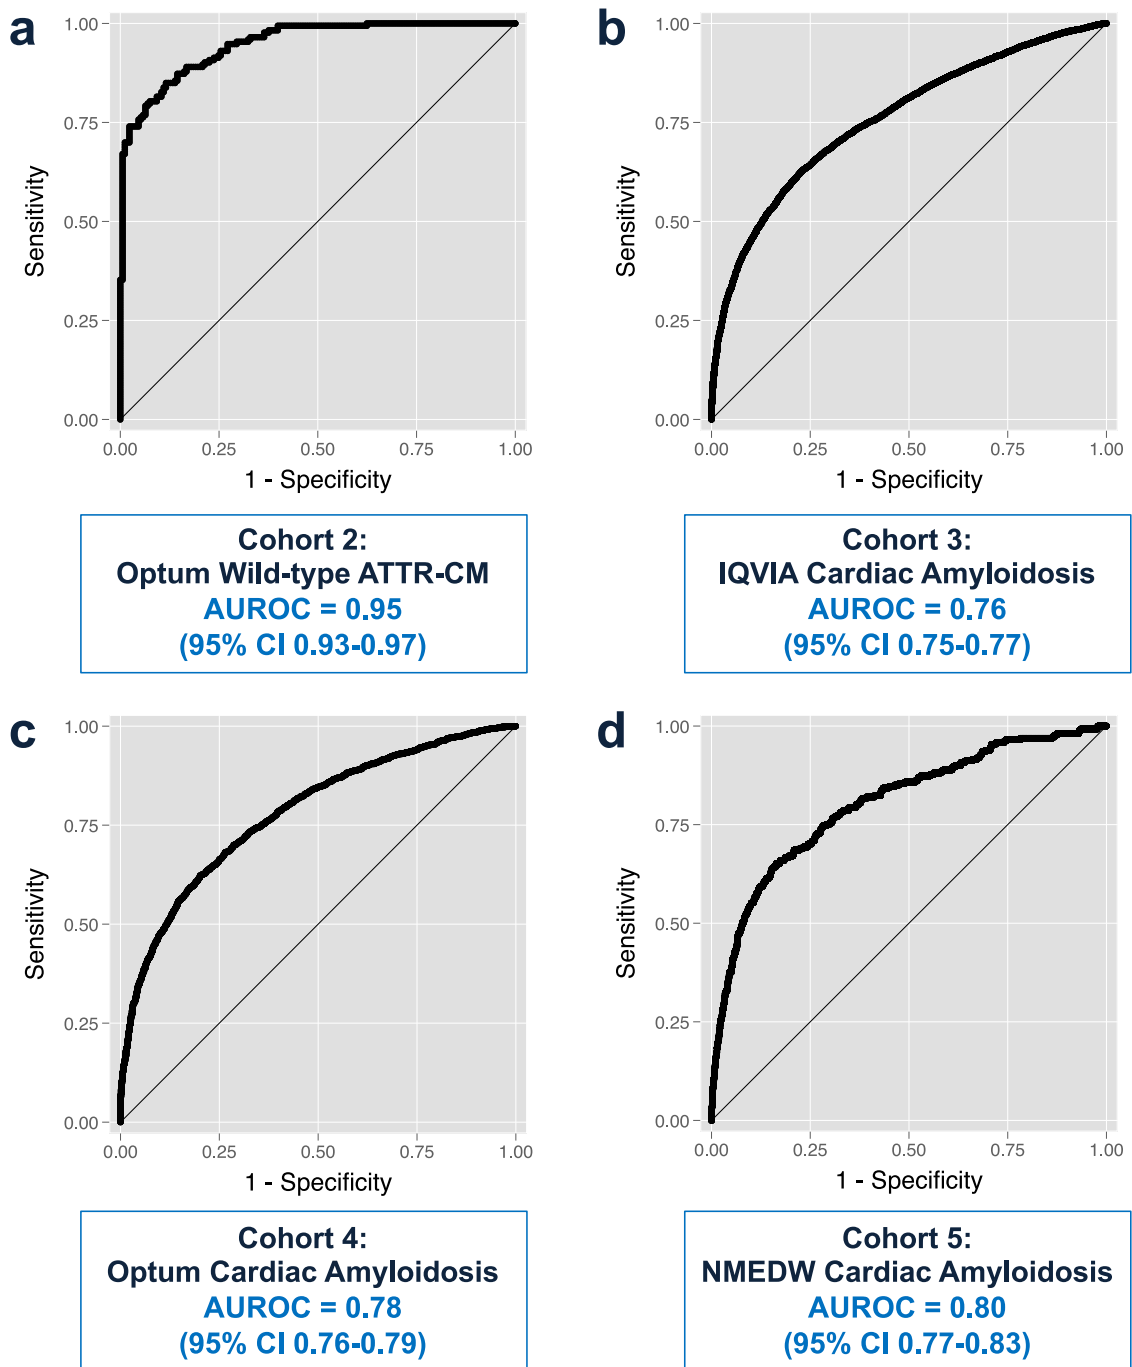 a
1.00
0.75
0.50
0.25
0.00
Sensitivity
0.00 0.25 0.50 0.75 1.00
1 - Specificity
Cohort 2:
Optum Wild-type ATTR-CM
AUROC = 0.95
(95% CI 0.93-0.97)
b
1.00
0.75
0.50
0.25
0.00
Sensitivity
0.00 0.25 0.50 0.75 1.00
1 - Specificity
Cohort 3:
IQVIA Cardiac Amyloidosis
AUROC = 0.76
(95% CI 0.75-0.77)
c
1.00
0.75
0.50
0.25
0.00
Sensitivity
0.00 0.25 0.50 0.75 1.00
1 - Specificity
Cohort 4:
Optum Cardiac Amyloidosis
AUROC = 0.78
(95% CI 0.76-0.79)
d
1.00
0.75
0.50
0.25
0.00
Sensitivity
0.00 0.25 0.50 0.75 1.00
1 - Specificity
Cohort 5:
NMEDW Cardiac Amyloidosis
AUROC = 0.80
(95% CI 0.77-0.83)